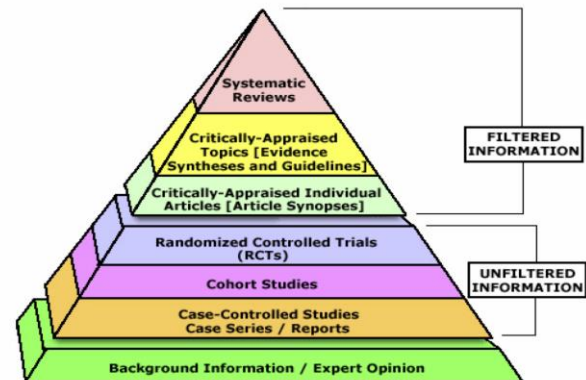 Systematic
Reviews
Critically-Appraised
Topics [Evidence
Syntheses and Guidelines]
FILTERED
INFORMATION
Critically-Appraised Individual
Articles [Article Synopses]
Randomized Controlled Trials
(RCTs)
Cohort Studies
UNFILTERED
INFORMATION
Case-Controlled Studies
Case Series / Reports
Background Information / Expert Opinion